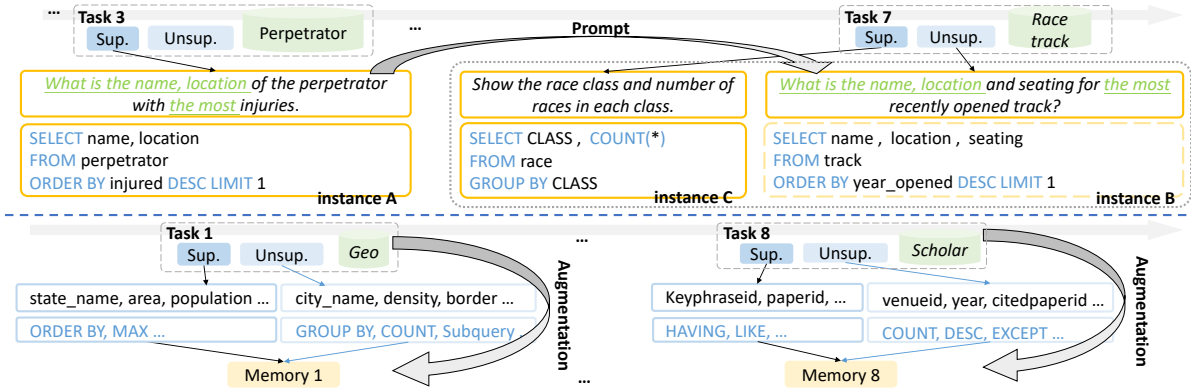 ...
Task 3
Sup.
Unsup.
Perpetrator
...
Prompt
Task 7
Sup.
Unsup.
Race
track
What is the name, location of the perpetrator
with the most injuries.
SELECT name, location
FROM perpetrator
ORDER BY injured DESC LIMIT 1
instance A
Show the race class and number of
races in each class.
SELECT CLASS , COUNT(*)
FROM race
GROUP BY CLASS
instance C
What is the name, location and seating for the most
recently opened track?
SELECT name , location , seating
FROM track
ORDER BY year_opened DESC LIMIT 1
instance B
Task 1
Sup.
Unsup.
Geo
...
Task 8
Sup.
Unsup.
Scholar
state_name, area, population ...
city_name, density, border ...
ORDER BY, MAX ...
GROUP BY, COUNT, Subquery
Memory 1
Augmentation
...
Keyphraseid, paperid, ...
venueid, year, citedpaperid ...
HAVING, LIKE, ...
COUNT, DESC, EXCEPT ...
Memory 8
Augmentation